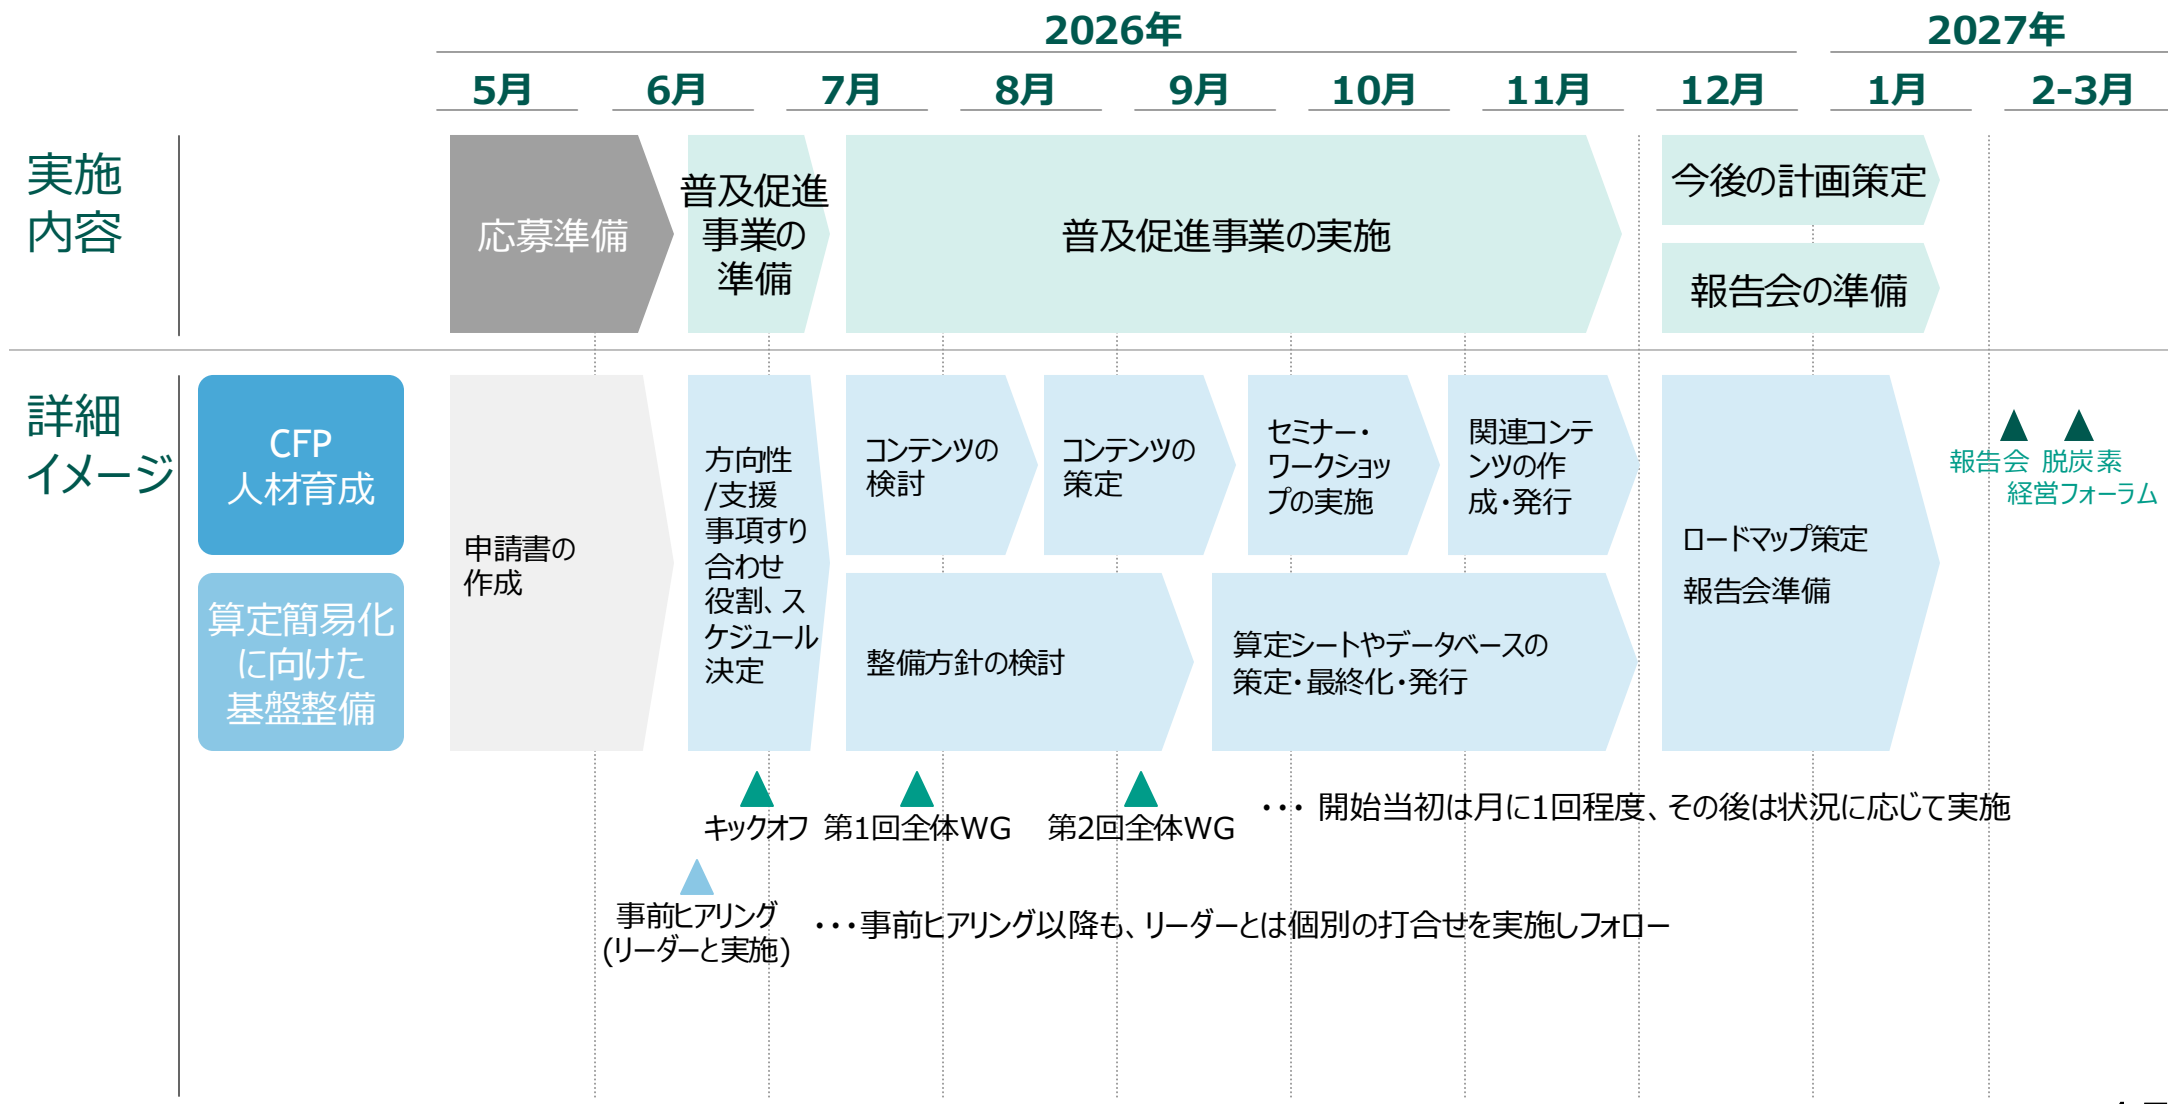 2026年
2027年
5月
6月
7月
8月
9月
10月
11月
12月
1月
2-3月
実施
内容
応募準備
普及促進
事業の
準備
普及促進事業の実施
今後の計画策定
報告会の準備
詳細
イメージ
CFP
人材育成
算定簡易化
に向けた
基盤整備
申請書の
作成
方向性
/支援
事項すり
合わせ
役割、ス
ケジュール
決定
コンテンツの
検討
コンテンツの
策定
セミナー・
ワークショッ
プの実施
関連コンテ
ンツの作
成・発行
整備方針の検討
算定シートやデータベースの
策定・最終化・発行
ロードマップ策定
報告会準備
報告会
脱炭素
経営フォーラム
キックオフ
第1回全体WG
第2回全体WG
・・・ 開始当初は月に1回程度、その後は状況に応じて実施
事前ヒアリング
(リーダーと実施)
・・・事前ヒアリング以降も、リーダーとは個別の打合せを実施しフォロー